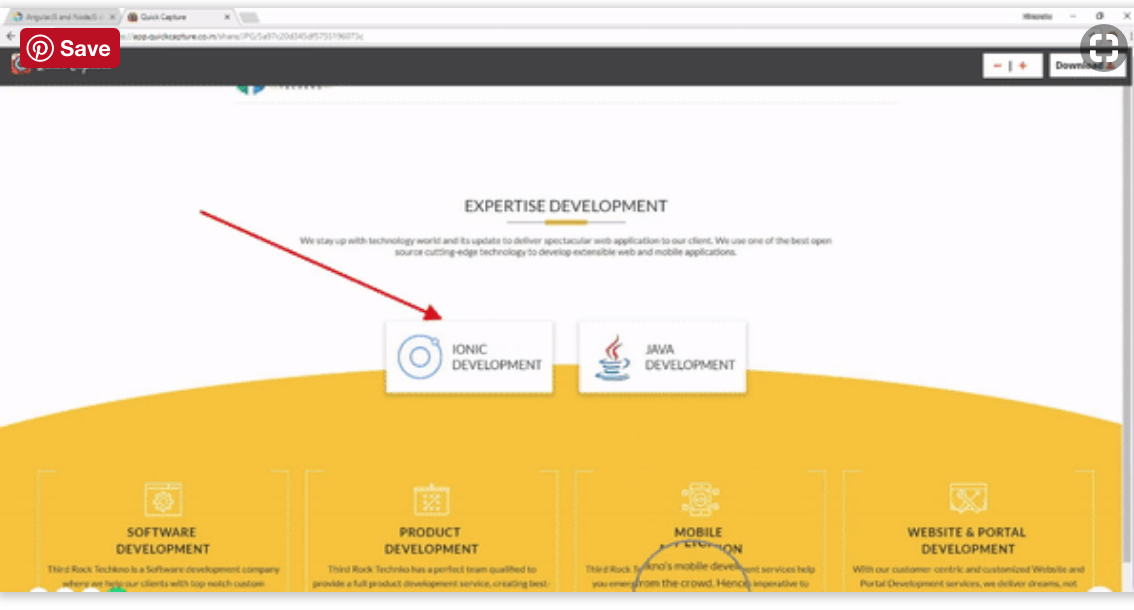 AngularJS and NodeJS
Quick Capture
Save
app.quickcapture.co.in/share/JPG/
- | +
Download
EXPERTISE DEVELOPMENT
We stay up with technology world and its update to deliver spectacular web application to our client. We use one of the best open
source cutting-edge technology to develop extensible web and mobile applications.
IONIC
DEVELOPMENT
JAVA
DEVELOPMENT
SOFTWARE
DEVELOPMENT
Third Rock Techkno is a Software development company
where we help our clients with top notch custom
PRODUCT
DEVELOPMENT
Third Rock Techkno has a perfect team qualified to
provide a full product development service, creating best-
MOBILE
Third Rock Techkno's mobile development services help
you emerge from the crowd. Hence imperative to
WEBSITE & PORTAL
DEVELOPMENT
With our customer-centric and customized Website and
Portal Development services, we deliver dreams, not